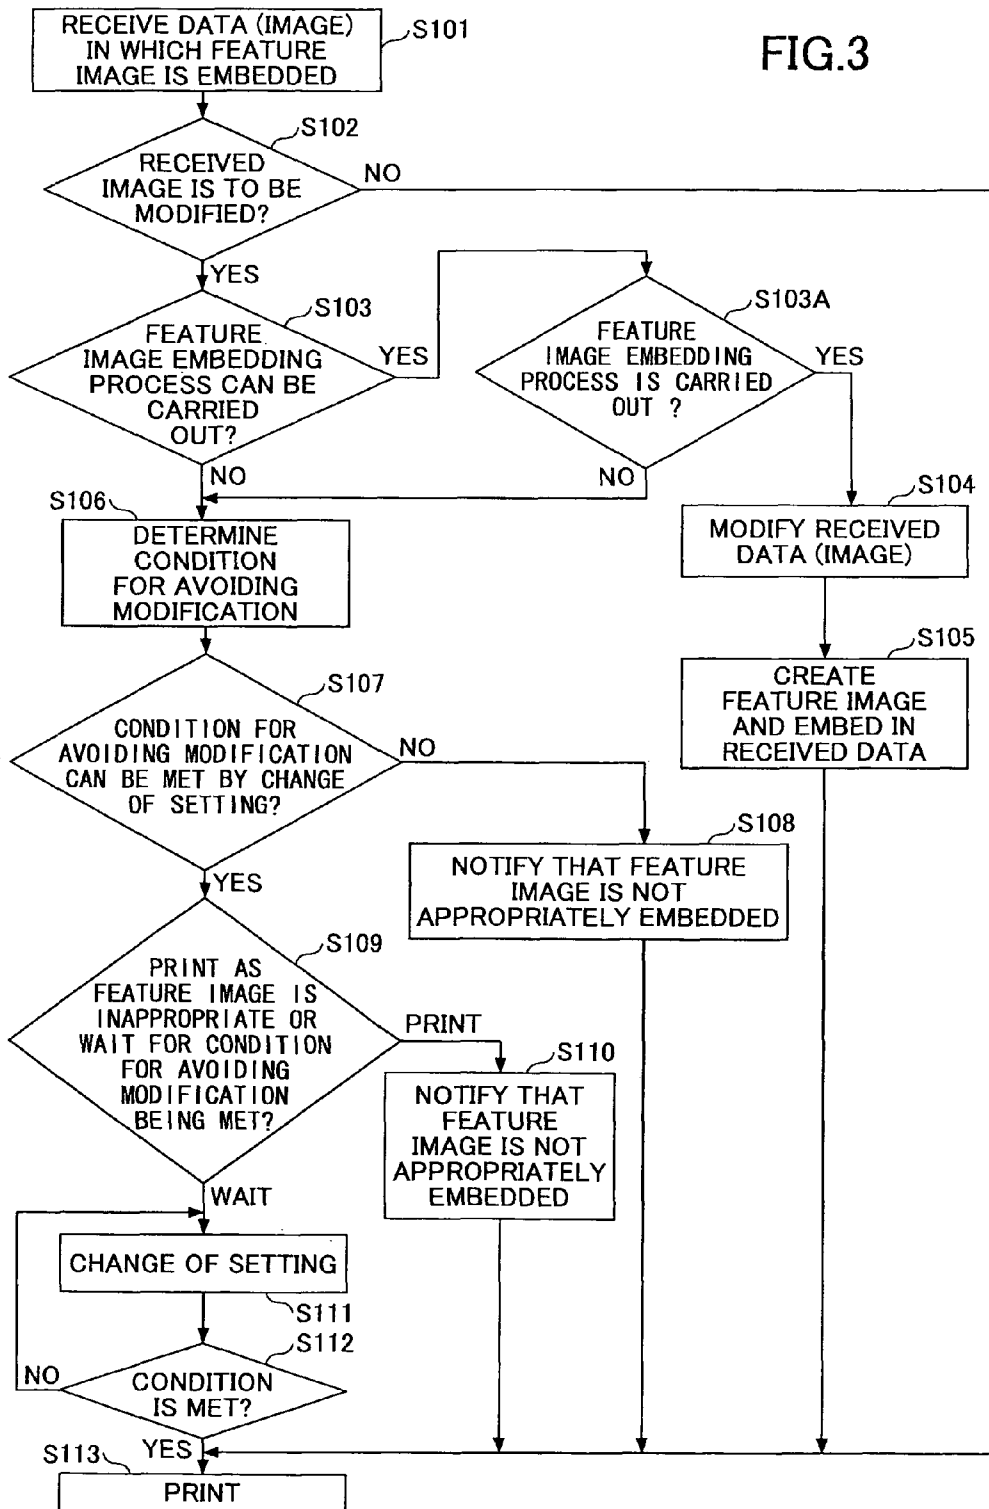 FIG.3
RECEIVE DATA (IMAGE)
IN WHICH FEATURE
IMAGE IS EMBEDDED
S101
S102
RECEIVED
IMAGE IS TO BE
MODIFIED?
NO
YES
S103
FEATURE
IMAGE EMBEDDING
PROCESS CAN BE
CARRIED
OUT?
YES
NO
S103A
FEATURE
IMAGE EMBEDDING
PROCESS IS CARRIED
OUT ?
YES
NO
S104
MODIFY RECEIVED
DATA (IMAGE)
S105
CREATE
FEATURE IMAGE
AND EMBED IN
RECEIVED DATA
S106
DETERMINE
CONDITION
FOR AVOIDING
MODIFICATION
S107
CONDITION FOR
AVOIDING MODIFICATION
CAN BE MET BY CHANGE
OF SETTING?
NO
YES
S108
NOTIFY THAT FEATURE
IMAGE IS NOT
APPROPRIATELY EMBEDDED
S109
PRINT AS
FEATURE IMAGE IS
INAPPROPRIATE OR
WAIT FOR CONDITION
FOR AVOIDING
MODIFICATION
BEING MET?
PRINT
WAIT
S110
NOTIFY THAT
FEATURE
IMAGE IS NOT
APPROPRIATELY
EMBEDDED
CHANGE OF SETTING
S111
S112
CONDITION
IS MET?
NO
YES
S113
PRINT